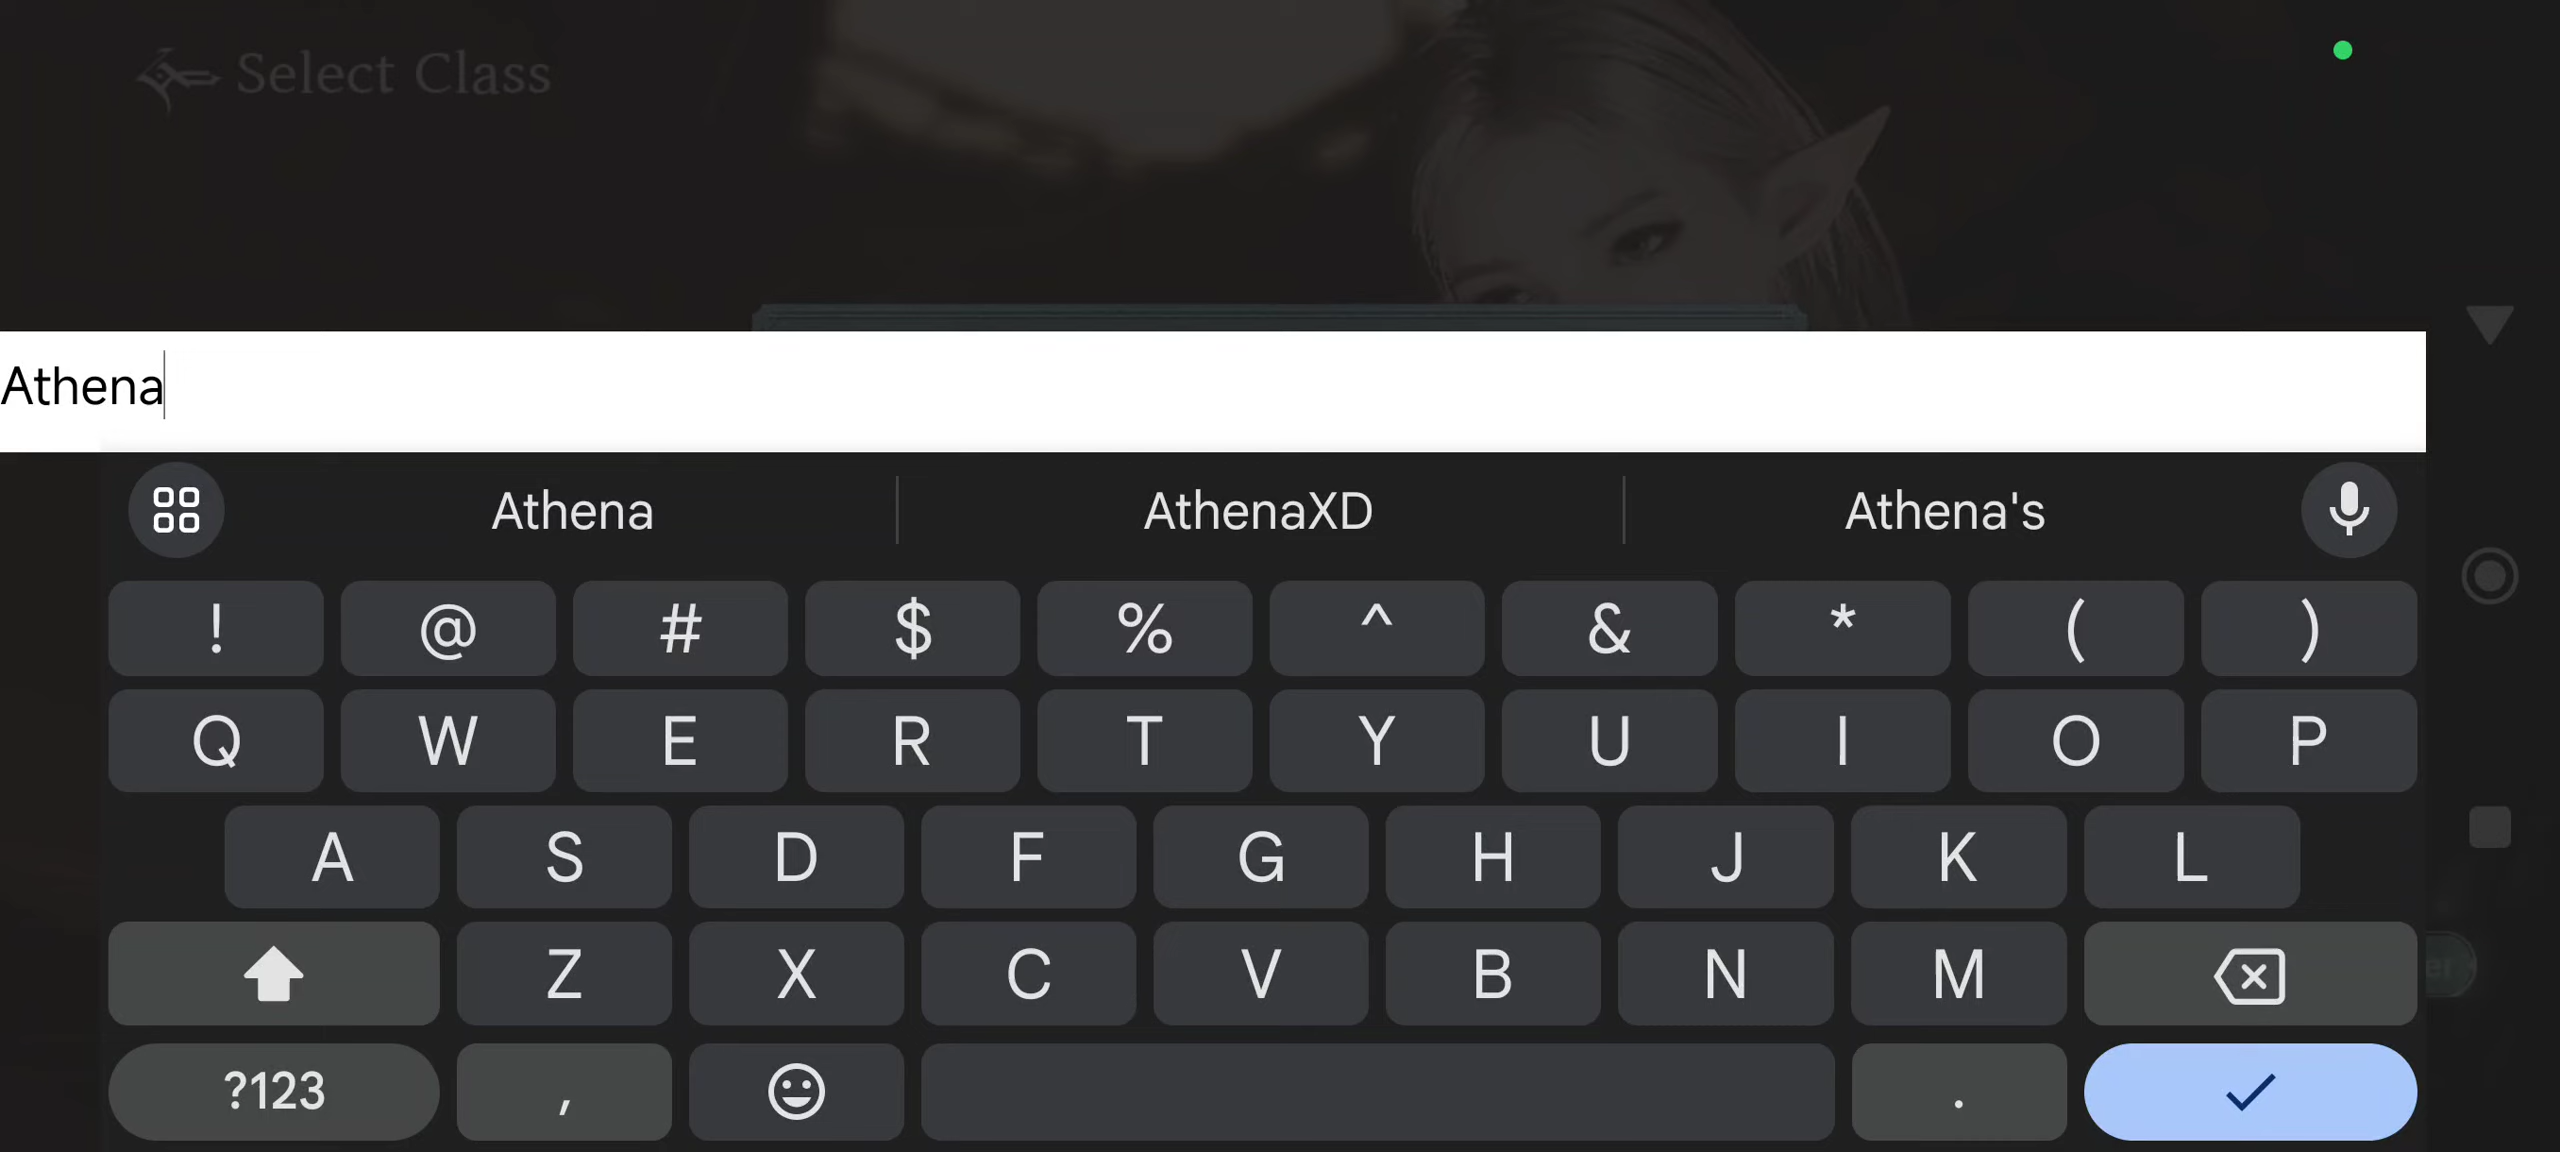 Select Class
Athena
Athena AthenaXD Athena's
! @ # $ % ^ & * ( )
Q W E R T Y U I O P
A S D F G H J K L
Z X C V B N M
?123 , .